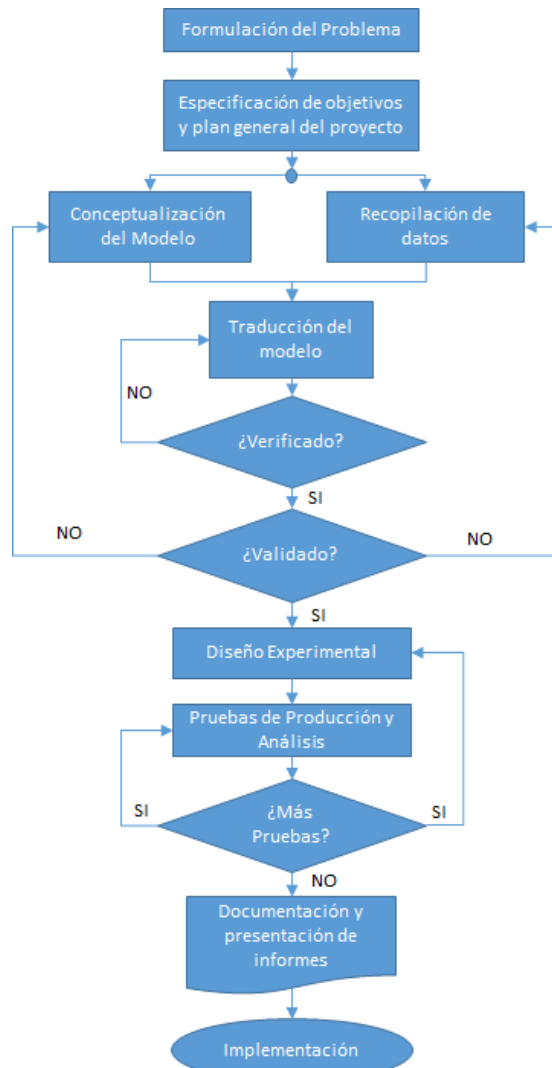 Formulación del Problema
Especificación de objetivos
y plan general del proyecto
Conceptualización
del Modelo
Recopilación de
datos
Traducción del
modelo
NO
¿Verificado?
SI
NO
¿Validado?
NO
SI
Diseño Experimental
Pruebas de Producción y
Análisis
SI
¿Más
Pruebas?
SI
NO
Documentación y
presentación de
informes
Implementación